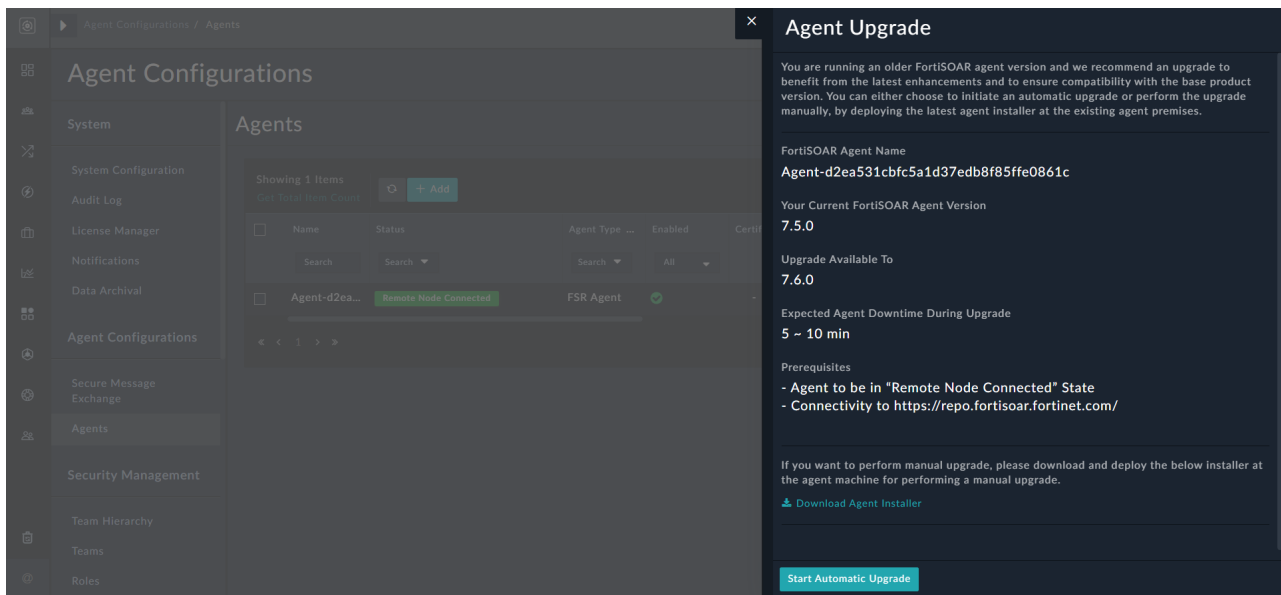 Agent Configurations / Agents
Agent Configurations
System
System Configuration
Audit Log
License Manager
Notifications
Data Archival
Agent Configurations
Secure Message
Exchange
Agents
Security Management
Team Hierarchy
Teams
Roles
Agents
Showing 1 Items
Get Total Item Count
+ Add
Name Status Agent Type ... Enabled Certif
Search Search Search All
Agent-d2ea... Remote Node Connected FSR Agent -
« < 1 > »
×
Agent Upgrade
You are running an older FortiSOAR agent version and we recommend an upgrade to
benefit from the latest enhancements and to ensure compatibility with the base product
version. You can either choose to initiate an automatic upgrade or perform the upgrade
manually, by deploying the latest agent installer at the existing agent premises.
FortiSOAR Agent Name
Agent-d2ea531cbfc5a1d37edb8f85ffe0861c
Your Current FortiSOAR Agent Version
7.5.0
Upgrade Available To
7.6.0
Expected Agent Downtime During Upgrade
5 ~ 10 min
Prerequisites
- Agent to be in “Remote Node Connected” State
- Connectivity to https://repo.fortisoar.fortinet.com/
If you want to perform manual upgrade, please download and deploy the below installer at
the agent machine for performing a manual upgrade.
Download Agent Installer
Start Automatic Upgrade